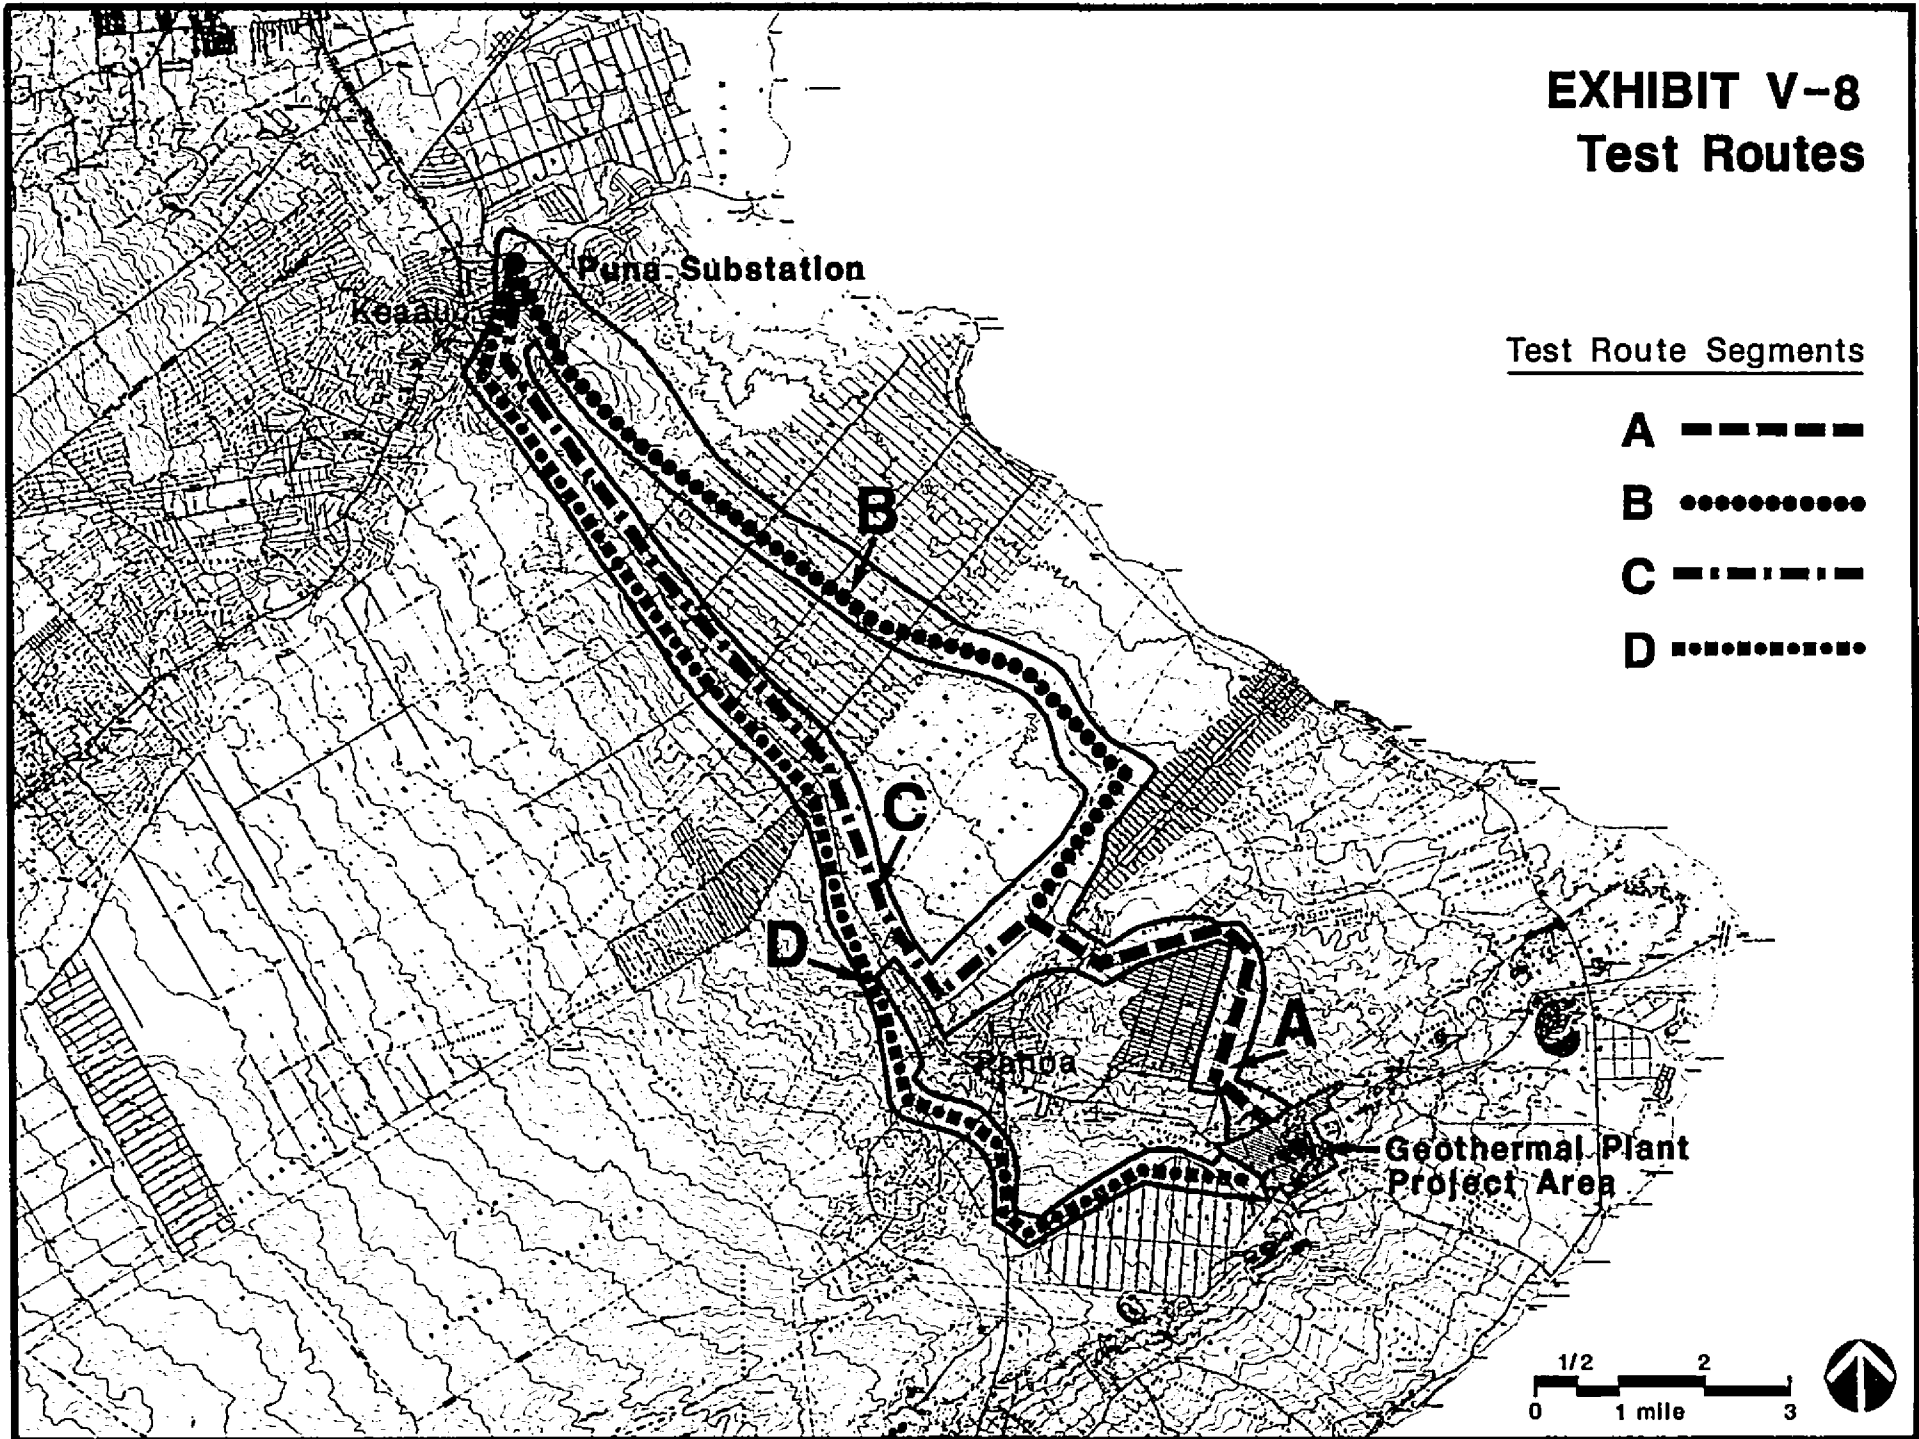 EXHIBIT V-8
Test Routes
Puna Substation
Keaau
Test Route Segments
A
B
C
D
B
C
D
A
Pahoa
Geothermal Plant
Project Area
1/2 2
0 1 mile 3